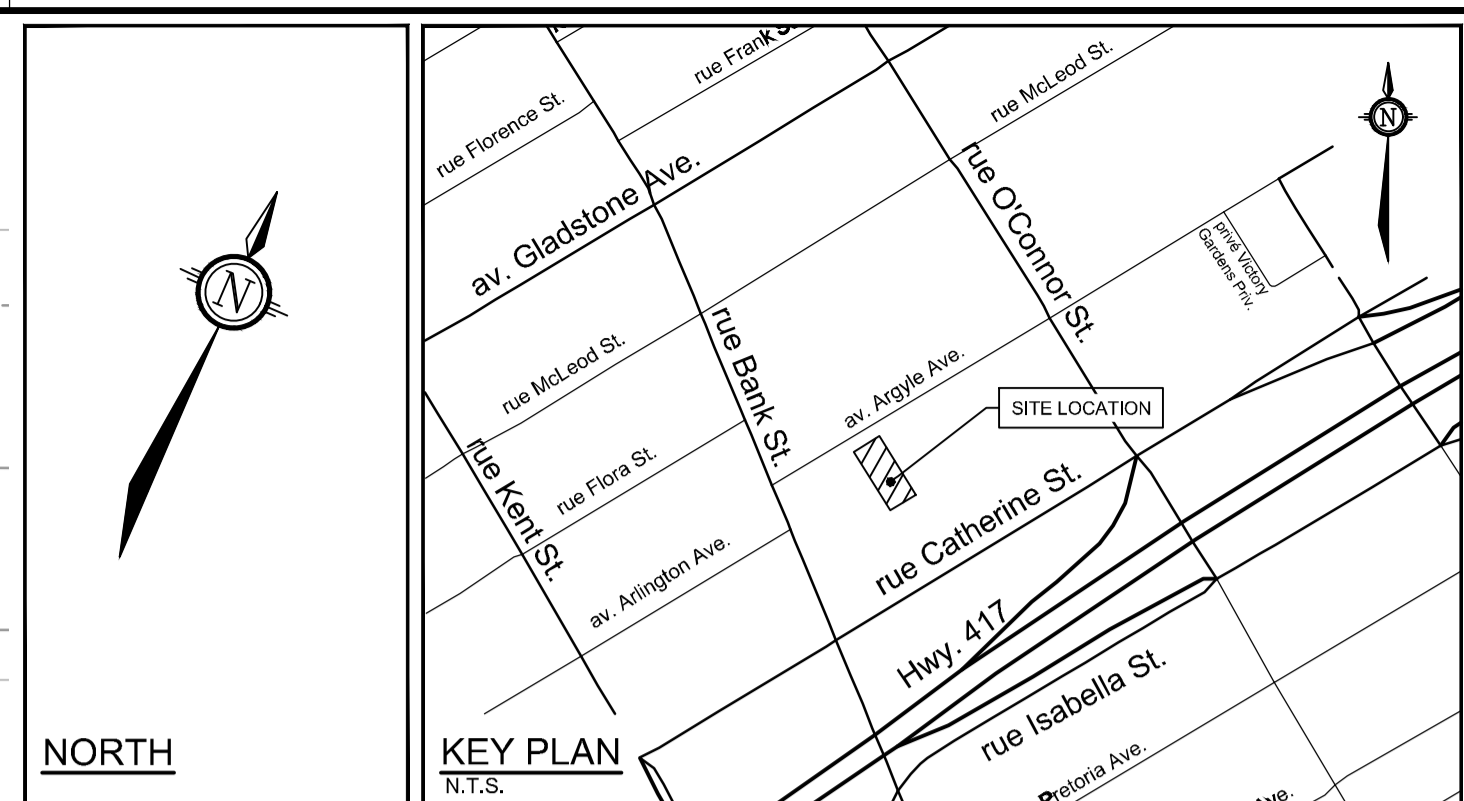 N
NORTH
rue Frank S
rue McLeod St.
N
rue Florence St.
av. Gladstone Ave.
rue O'Connor St.
privé Victory
Gardens Priv.
rue McLeod St.
rue Bank St.
av. Argyle Ave.
SITE LOCATION
rue Kent St.
rue Flora St.
rue Catherine St.
av. Arlington Ave.
Hwy. 417
rue Isabella St.
Pretoria Ave.
ve.
KEY PLAN
N.T.S.